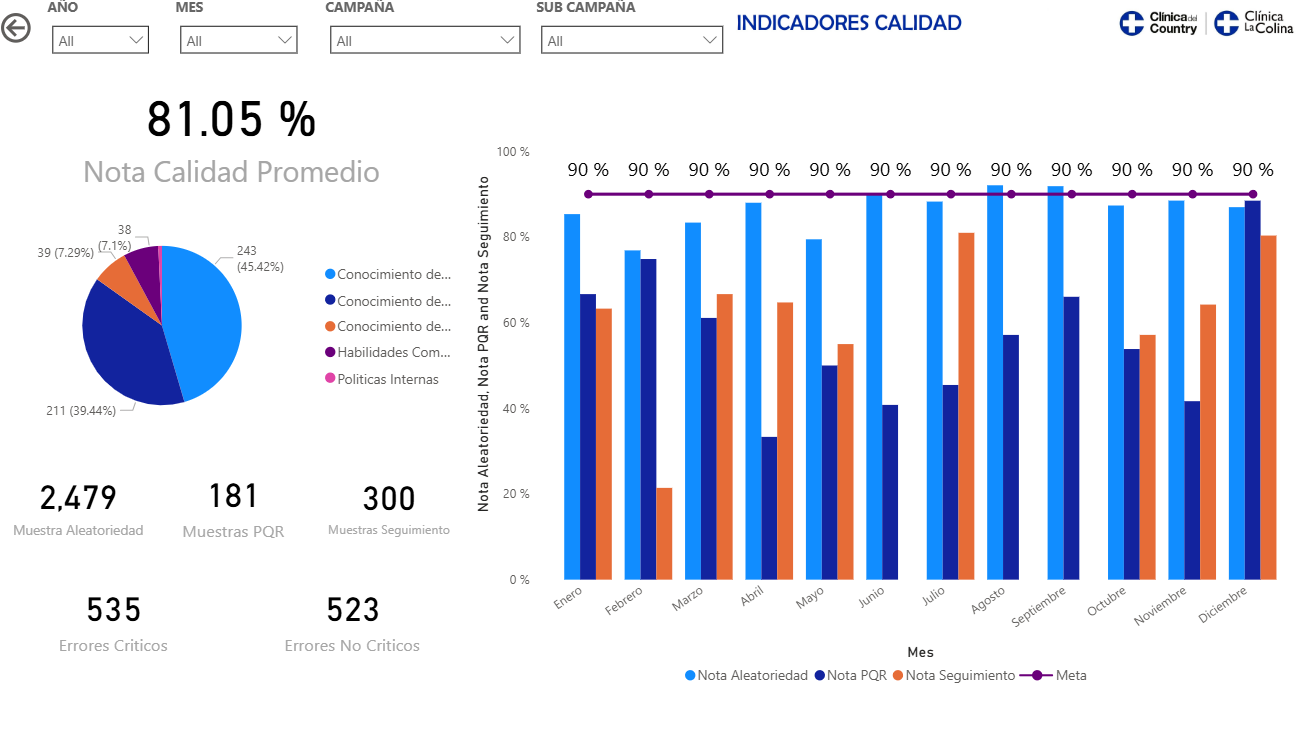 AÑO
MES
CAMPAÑA
SUB CAMPAÑA
All
All
All
All
INDICADORES CALIDAD
Clínica del
Country
Clínica
La Colina
81.05 %
Nota Calidad Promedio
38
(7.1%)
39 (7.29%)
243
(45.42%)
211 (39.44%)
Conocimiento de...
Conocimiento de...
Conocimiento de...
Habilidades Com...
Politicas Internas
2,479
Muestra Aleatoriedad
181
Muestras PQR
300
Muestras Seguimiento
535
Errores Criticos
523
Errores No Criticos
Nota Aleatoriedad, Nota PQR and Nota Seguimiento
100 %
80 %
60 %
40 %
20 %
0 %
90 % 90 % 90 % 90 % 90 % 90 % 90 % 90 % 90 % 90 % 90 % 90 %
Enero
Febrero
Marzo
Abril
Mayo
Junio
Julio
Agosto
Septiembre
Octubre
Noviembre
Diciembre
Mes
Nota Aleatoriedad Nota PQR Nota Seguimiento Meta